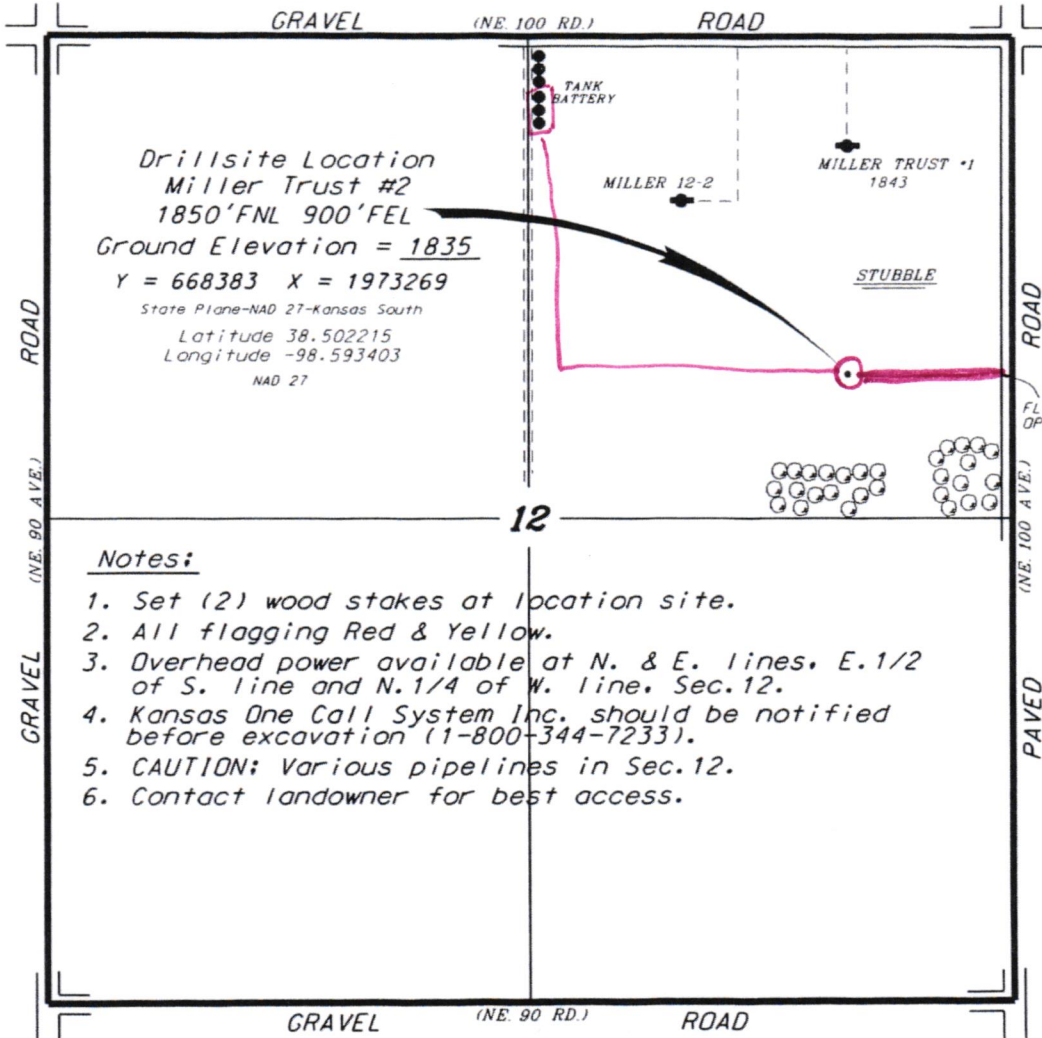 GRAVEL (NE. 100 RD.) ROAD
TANK
BATTERY
Drillsite Location
Miller Trust #2
1850'FNL 900'FEL
Ground Elevation = 1835
Y = 668383 X = 1973269
State Plane-NAD 27-Kansas South
Latitude 38.502215
Longitude -98.593403
NAD 27
MILLER 12-2
MILLER TRUST #1
1843
STUBBLE
ROAD
(NE. 90 AVE.)
GRAVEL
ROAD
FL
OP
(NE. 100 AVE.)
PAVED
12
Notes:
1. Set (2) wood stakes at location site.
2. All flagging Red & Yellow.
3. Overhead power available at N. & E. lines, E.1/2
of S. line and N.1/4 of W. line, Sec.12.
4. Kansas One Call System Inc. should be notified
before excavation (1-800-344-7233).
5. CAUTION: Various pipelines in Sec.12.
6. Contact landowner for best access.
GRAVEL (NE. 90 RD.) ROAD